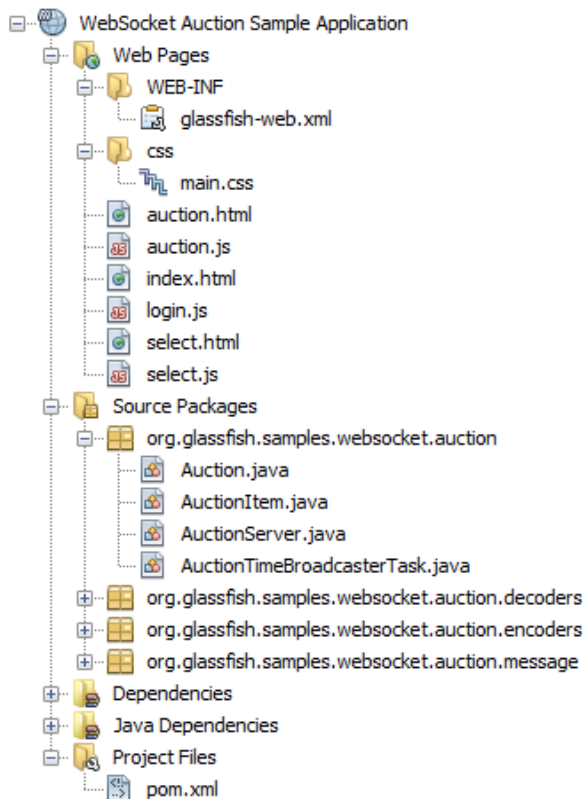 WebSocket Auction Sample Application
Web Pages
WEB-INF
glassfish-web.xml
css
main.css
auction.html
auction.js
index.html
login.js
select.html
select.js
Source Packages
org.glassfish.samples.websocket.auction
Auction.java
AuctionItem.java
AuctionServer.java
AuctionTimeBroadcasterTask.java
org.glassfish.samples.websocket.auction.decoders
org.glassfish.samples.websocket.auction.encoders
org.glassfish.samples.websocket.auction.message
Dependencies
Java Dependencies
Project Files
pom.xml